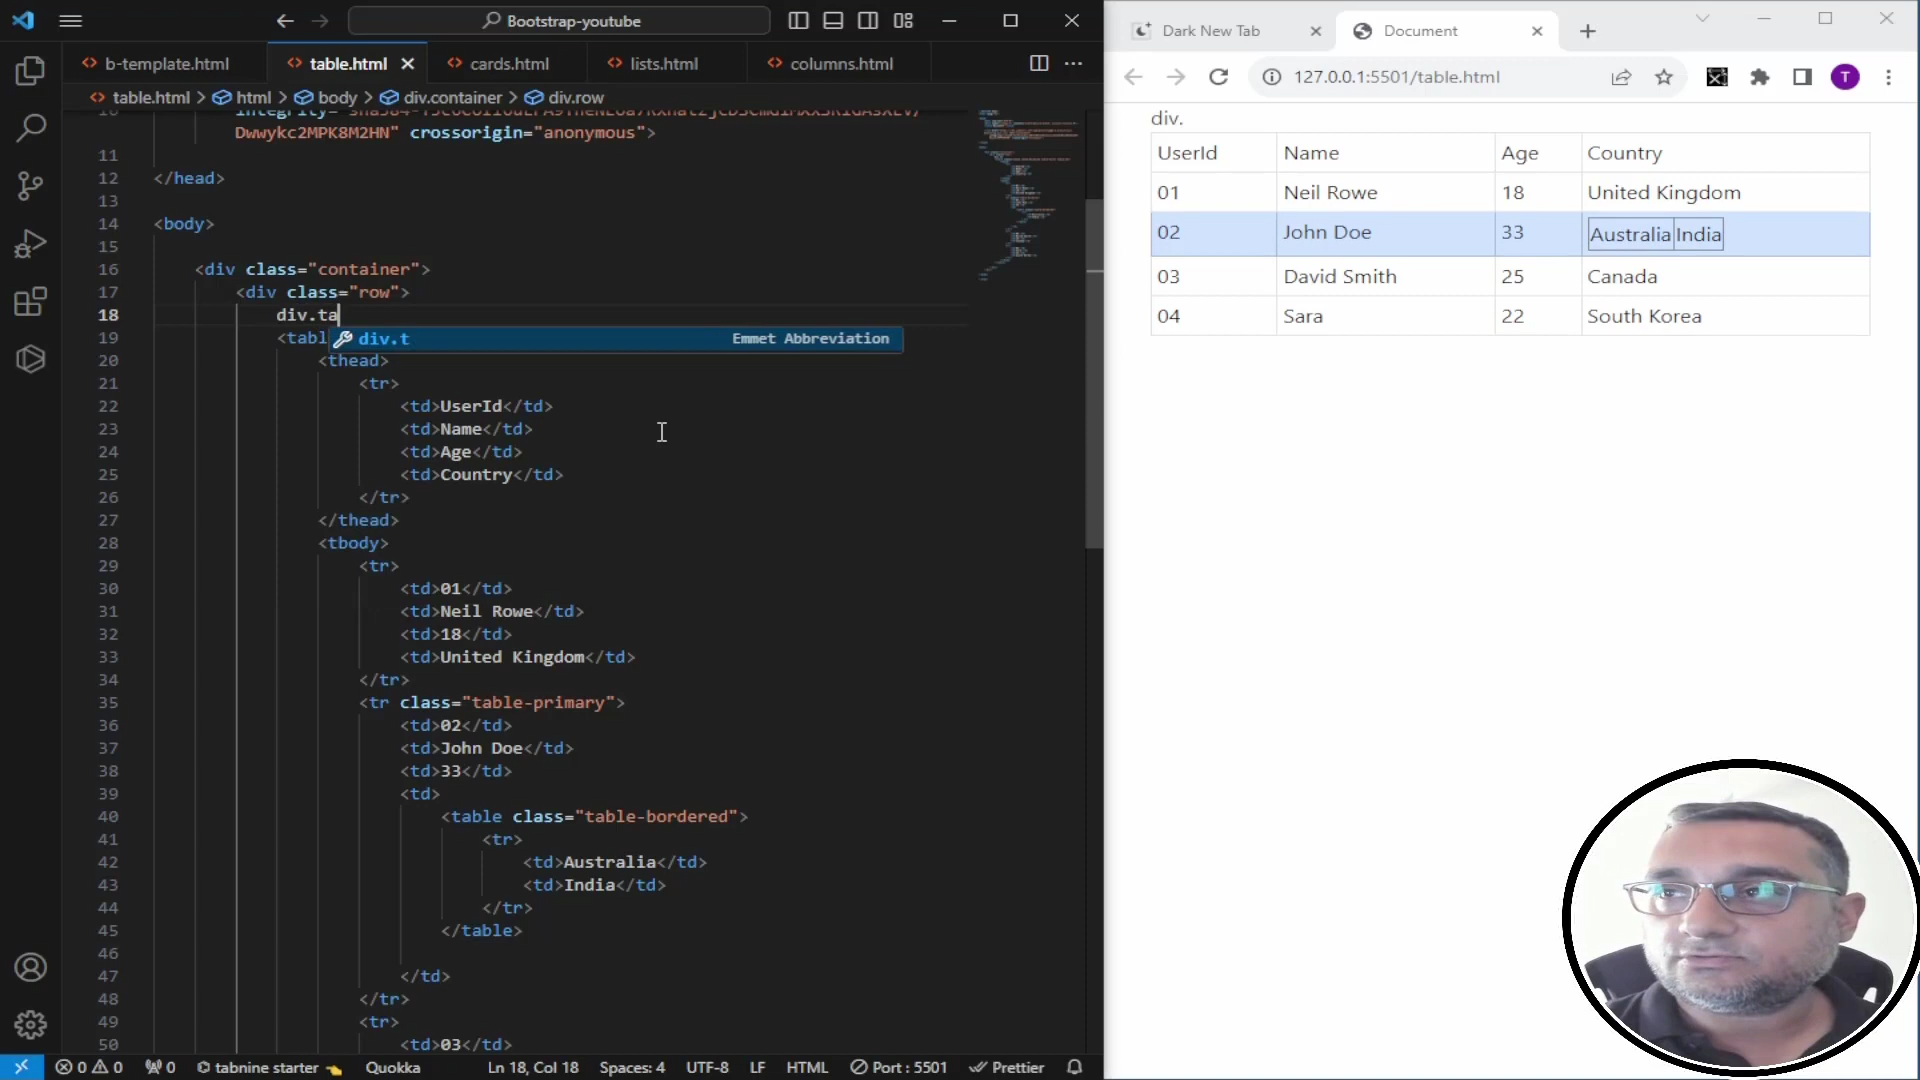 Bootstrap-youtube
b-template.html
table.html
cards.html
lists.html
columns.html
table.html > html > body > div.container > div.row
Dwwykc2MPK8M2HN" crossorigin="anonymous">
11
12 </head>
13
14 <body>
15
16 <div class="container">
17 <div class="row">
18 div.ta
19 <tabl
div.t Emmet Abbreviation
20 <thead>
21 <tr>
22 <td>UserId</td>
23 <td>Name</td>
24 <td>Age</td>
25 <td>Country</td>
26 </tr>
27 </thead>
28 <tbody>
29 <tr>
30 <td>01</td>
31 <td>Neil Rowe</td>
32 <td>18</td>
33 <td>United Kingdom</td>
34 </tr>
35 <tr class="table-primary">
36 <td>02</td>
37 <td>John Doe</td>
38 <td>33</td>
39 <td>
40 <table class="table-bordered">
41 <tr>
42 <td>Australia</td>
43 <td>India</td>
44 </tr>
45 </table>
46
47 </td>
48 </tr>
49 <tr>
50 <td>03</td>
0 0 0 tabnine starter Quokka Ln 18, Col 18 Spaces: 4 UTF-8 LF HTML Port : 5501 Prettier
Dark New Tab
Document
127.0.0.1:5501/table.html
T
div.
UserId Name Age Country
01 Neil Rowe 18 United Kingdom
02 John Doe 33 Australia India
03 David Smith 25 Canada
04 Sara 22 South Korea